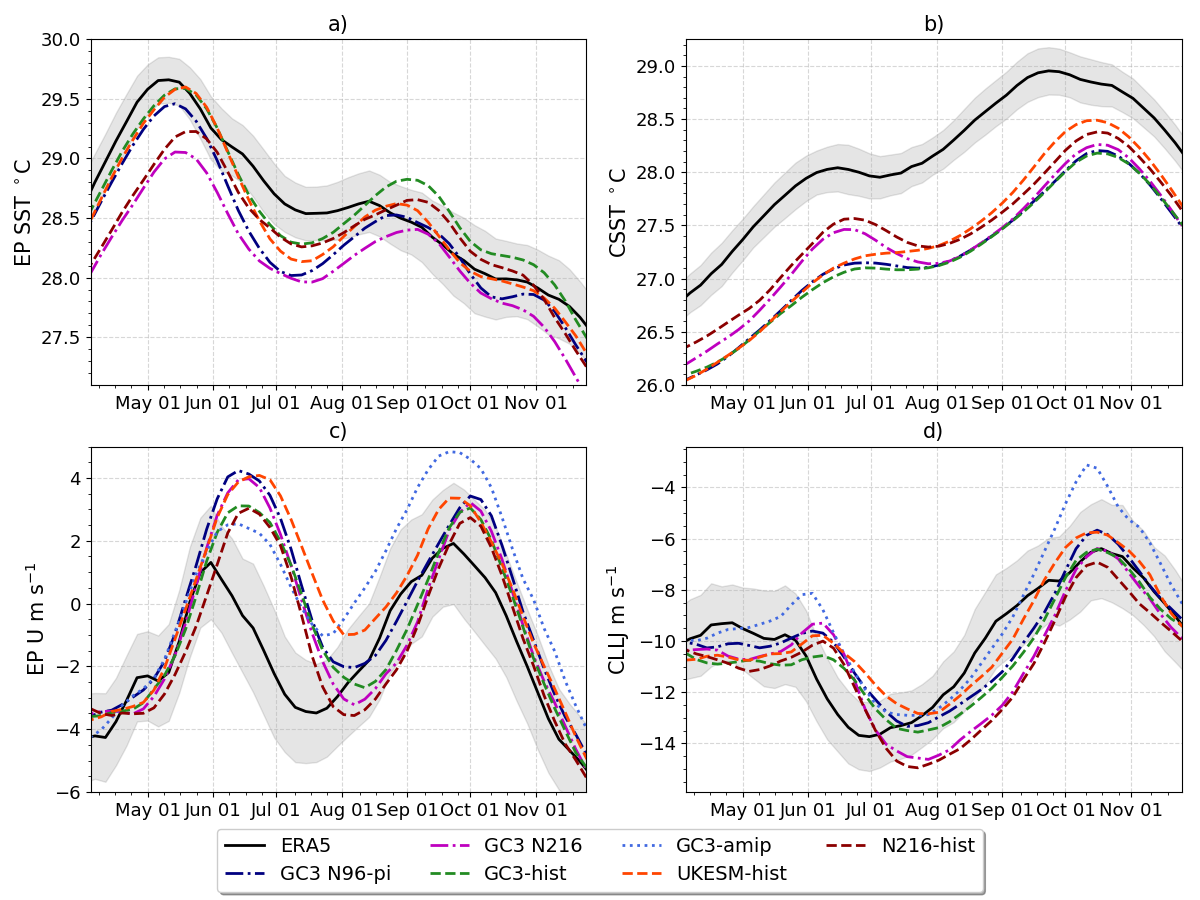 a)
EP SST ° C
30.0
29.5
29.0
28.5
28.0
27.5
May 01 Jun 01 Jul 01 Aug 01 Sep 01 Oct 01 Nov 01
b)
CSST ° C
29.0
28.5
28.0
27.5
27.0
26.5
26.0
May 01 Jun 01 Jul 01 Aug 01 Sep 01 Oct 01 Nov 01
c)
EP U m s⁻¹
4
2
0
−2
−4
−6
May 01 Jun 01 Jul 01 Aug 01 Sep 01 Oct 01 Nov 01
d)
CLLJ m s⁻¹
−4
−6
−8
−10
−12
−14
May 01 Jun 01 Jul 01 Aug 01 Sep 01 Oct 01 Nov 01
ERA5 GC3 N216 GC3-amip N216-hist
GC3 N96-pi GC3-hist UKESM-hist